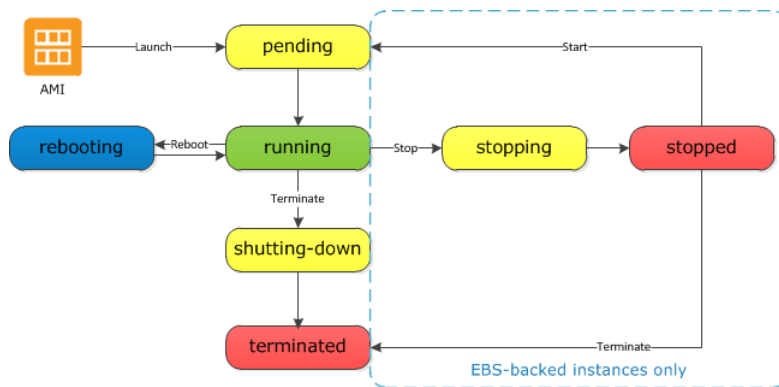 pending
Launch
Start
AMI
rebooting
Reboot
running
Stop
stopping
stopped
Terminate
shutting-down
terminated
Terminate
EBS-backed instances only